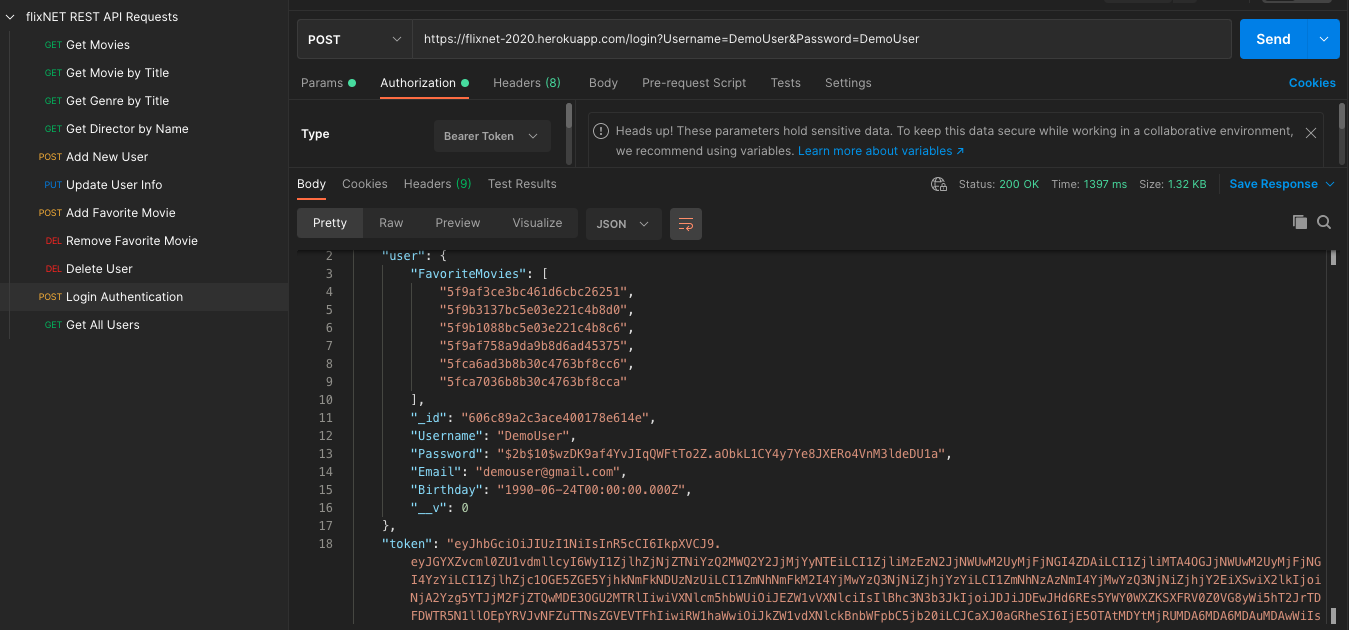 flixNET REST API Requests
GET Get Movies
GET Get Movie by Title
GET Get Genre by Title
GET Get Director by Name
POST Add New User
PUT Update User Info
POST Add Favorite Movie
DEL Remove Favorite Movie
DEL Delete User
POST Login Authentication
GET Get All Users
POST https://flixnet-2020.herokuapp.com/login?Username=DemoUser&Password=DemoUser Send
Params Authorization Headers (8) Body Pre-request Script Tests Settings Cookies
Type Bearer Token
Heads up! These parameters hold sensitive data. To keep this data secure while working in a collaborative environment,
we recommend using variables. Learn more about variables ↗
Body Cookies Headers (9) Test Results Status: 200 OK Time: 1397 ms Size: 1.32 KB Save Response
Pretty Raw Preview Visualize JSON
2 "user": {
3 "FavoriteMovies": [
4 "5f9af3ce3bc461d6cbc26251",
5 "5f9b3137bc5e03e221c4b8d0",
6 "5f9b1088bc5e03e221c4b8c6",
7 "5f9af758a9da9b8d6ad45375",
8 "5fca6ad3b8b30c4763bf8cc6",
9 "5fca7036b8b30c4763bf8cca"
10 ],
11 "_id": "606c89a2c3ace400178e614e",
12 "Username": "DemoUser",
13 "Password": "$2b$10$wzDK9af4YvJIqQWFtTo2Z.aObkL1CY4y7Ye8JXERo4VnM3ldeDU1a",
14 "Email": "demouser@gmail.com",
15 "Birthday": "1990-06-24T00:00:00.000Z",
16 "__v": 0
17 },
18 "token": "eyJhbGciOiJIUzI1NiIsInR5cCI6IkpXVCJ9.
eyJGYXZvcml0ZU1vdmllcyI6WyI1ZjlhZjNjZTNiYzQ2MWQ2Y2JjMjYyNTEiLCI1ZjliMzEzN2JjNWUwM2UyMjFjNGI4ZDAiLCI1ZjliMTA4OGJjNWUwM2UyMjFjNG
I4YzYiLCI1ZjlhZjc1OGE5ZGE5YjhkNmFkNDUzNzUiLCI1ZmNhNmFkM2I4YjMwYzQ3NjNiZjhjYzYiLCI1ZmNhNzAzNmI4YjMwYzQ3NjNiZjhjY2EiXSwiX2lkIjoi
NjA2Yzg5YTJjM2FjZTQwMDE3OGU2MTRlIiwiVXNlcm5hbWUiOiJEZW1vVXNlciIsIlBhc3N3b3JkIjoiJDJiJDEwJHd6REs5YWY0WXZKSXFRV0Z0VG8yWi5hT2JrTD
FDWTR5N1llOEpYRVJvNFZuTTNsZGVEVTFhIiwiRW1haWwiOiJkZW1vdXNlckBnbWFpbC5jb20iLCJCaXJ0aGRheSI6IjE5OTAtMDYtMjRUMDA6MDA6MDAuMDAwWiIs